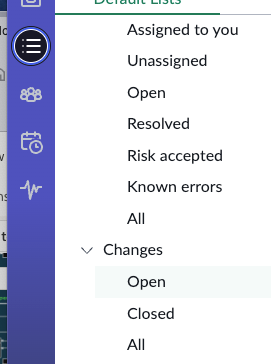 Default Lists
Assigned to you
Unassigned
Open
Resolved
Risk accepted
Known errors
All
Changes
Open
Closed
All